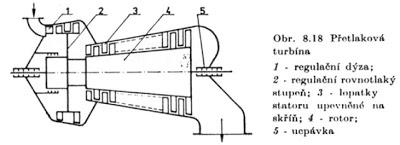 1
2
3
4
5
Obr. 8.18 Přetlaková
turbína
1 - regulační dýza;
2 - regulační rovnotlaký
stupeň; 3 - lopatky
statoru upevněné na
skříň; 4 - rotor;
5 - ucpávka